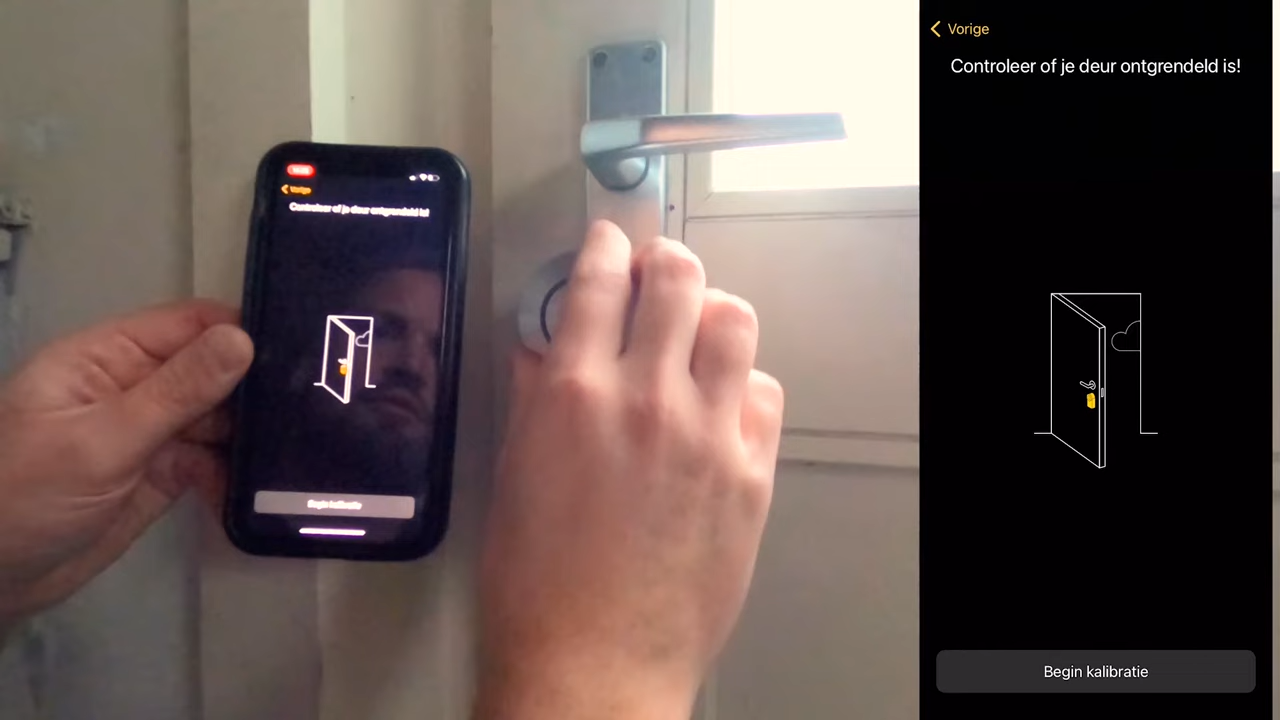 Vorige
Controleer of je deur ontgrendeld is!
Begin kalibratie
Vorige
Controleer of je deur ontgrendeld is!
Begin kalibratie